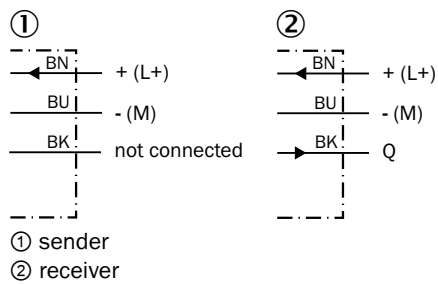 ① ②
BN + (L+) BN + (L+)
BU - (M) BU - (M)
BK not connected BK Q
① sender
② receiver